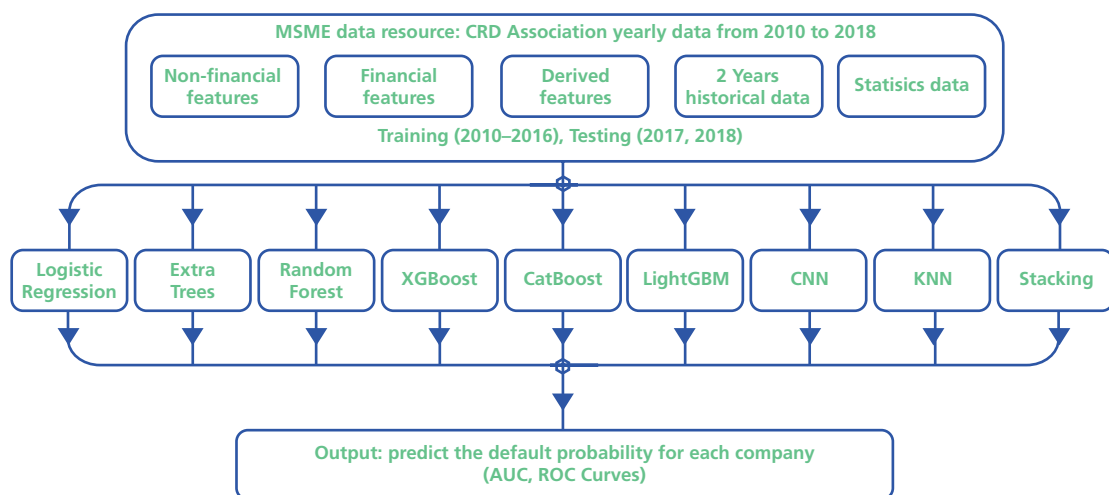 MSME data resource: CRD Association yearly data from 2010 to 2018
Non-financial
features
Financial
features
Derived
features
2 Years
historical data
Statisics data
Training (2010–2016), Testing (2017, 2018)
Logistic
Regression
Extra
Trees
Random
Forest
XGBoost
CatBoost
LightGBM
CNN
KNN
Stacking
Output: predict the default probability for each company
(AUC, ROC Curves)